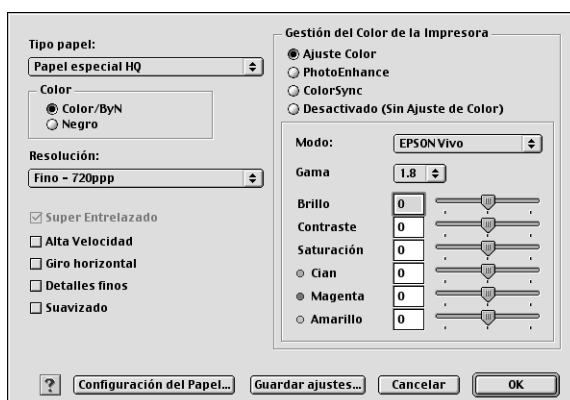 Tipo papel:
Papel especial HQ
Color
Color/ByN
Negro
Resolución:
Fino - 720ppp
Super Entrelazado
Alta Velocidad
Giro horizontal
Detalles finos
Suavizado
Gestión del Color de la Impresora
Ajuste Color
PhotoEnhance
ColorSync
Desactivado (Sin Ajuste de Color)
Modo: EPSON Vivo
Gama 1.8
Brillo 0
Contraste 0
Saturación 0
Cian 0
Magenta 0
Amarillo 0
? Configuración del Papel... Guardar ajustes... Cancelar OK